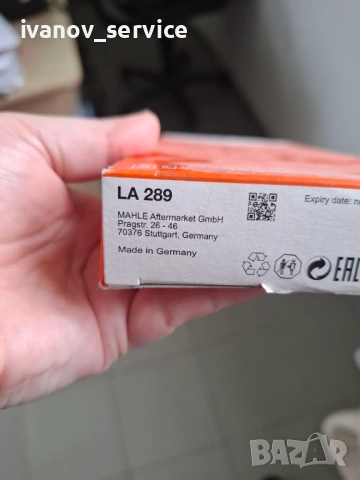 ivanov_service
LA 289
MAHLE Aftermarket GmbH
Pragstr. 26 - 46
70376 Stuttgart, Germany
Made in Germany
Expiry date:
EAC
BAZAR